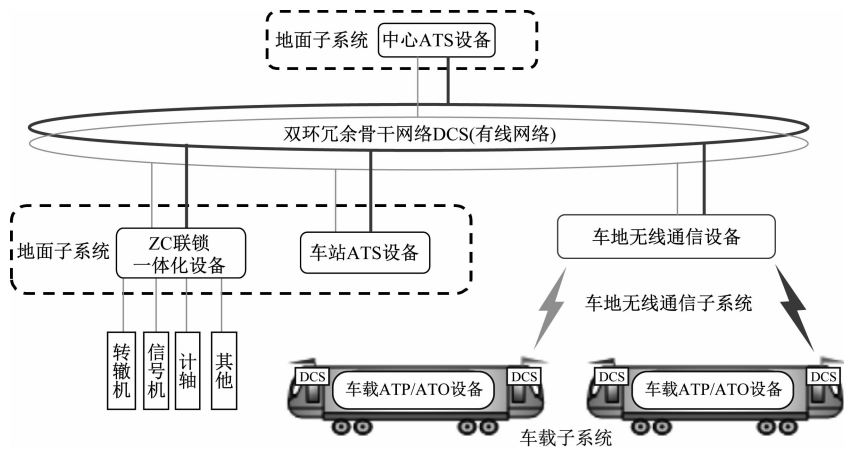 地面子系统
中心ATS设备
双环冗余骨干网络DCS(有线网络)
地面子系统
ZC联锁
一体化设备
车站ATS设备
车地无线通信设备
车地无线通信子系统
转辙机
信号机
计轴
其他
DCS
车载ATP/ATO设备
DCS
DCS
车载ATP/ATO设备
DCS
车载子系统